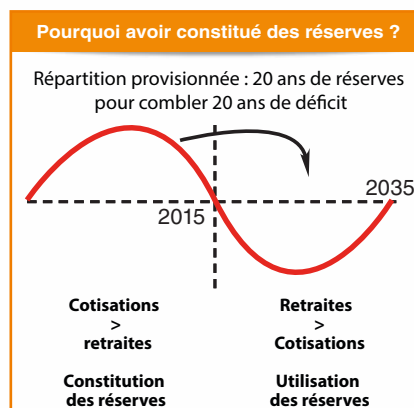 Pourquoi avoir constitué des réserves ?
Répartition provisionnée : 20 ans de réserves
pour combler 20 ans de déficit
2035
2015
Cotisations
>
retraites
Retraites
>
Cotisations
Constitution
des réserves
Utilisation
des réserves